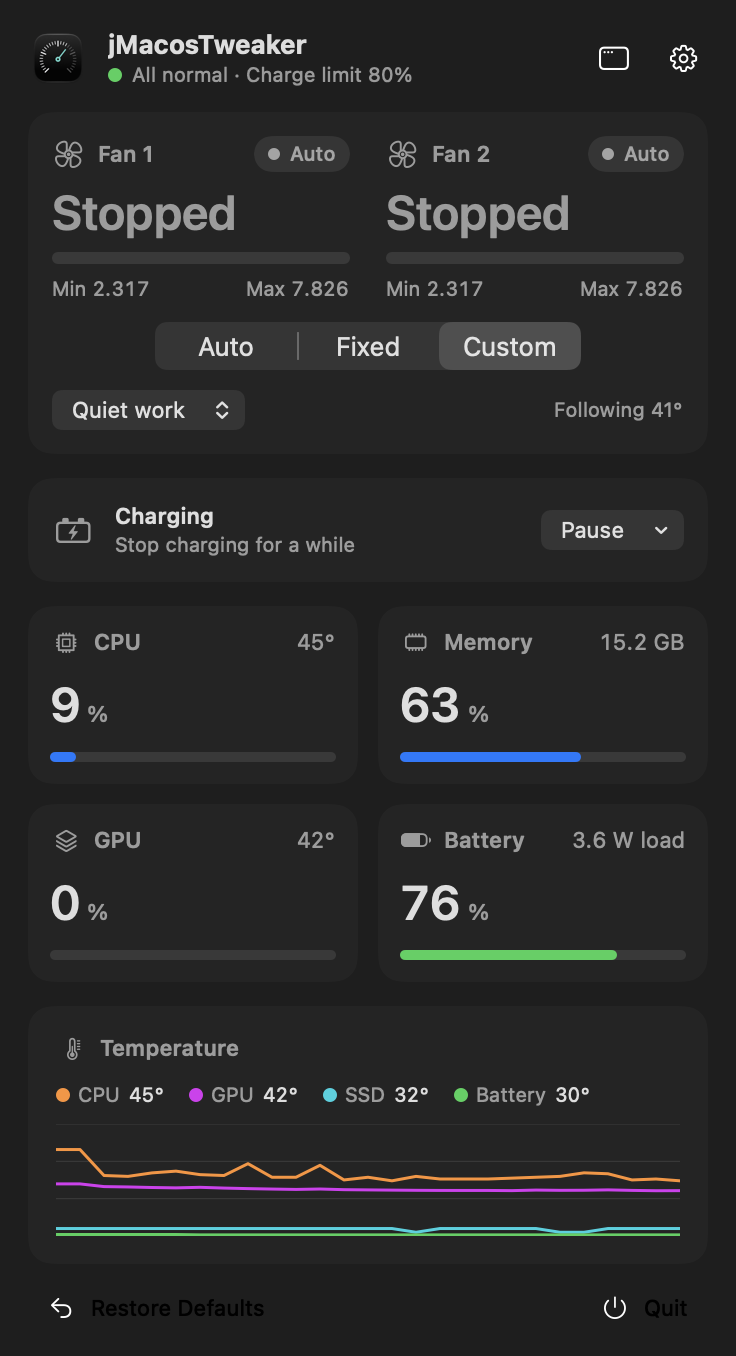 jMacosTweaker
All normal · Charge limit 80%
Fan 1
Auto
Fan 2
Auto
Stopped
Stopped
Min 2.317
Max 7.826
Min 2.317
Max 7.826
Auto
Fixed
Custom
Quiet work
Following 41°
Charging
Stop charging for a while
Pause
CPU
45°
Memory
15.2 GB
9 %
63 %
GPU
42°
Battery
3.6 W load
0 %
76 %
Temperature
CPU 45°
GPU 42°
SSD 32°
Battery 30°
Restore Defaults
Quit